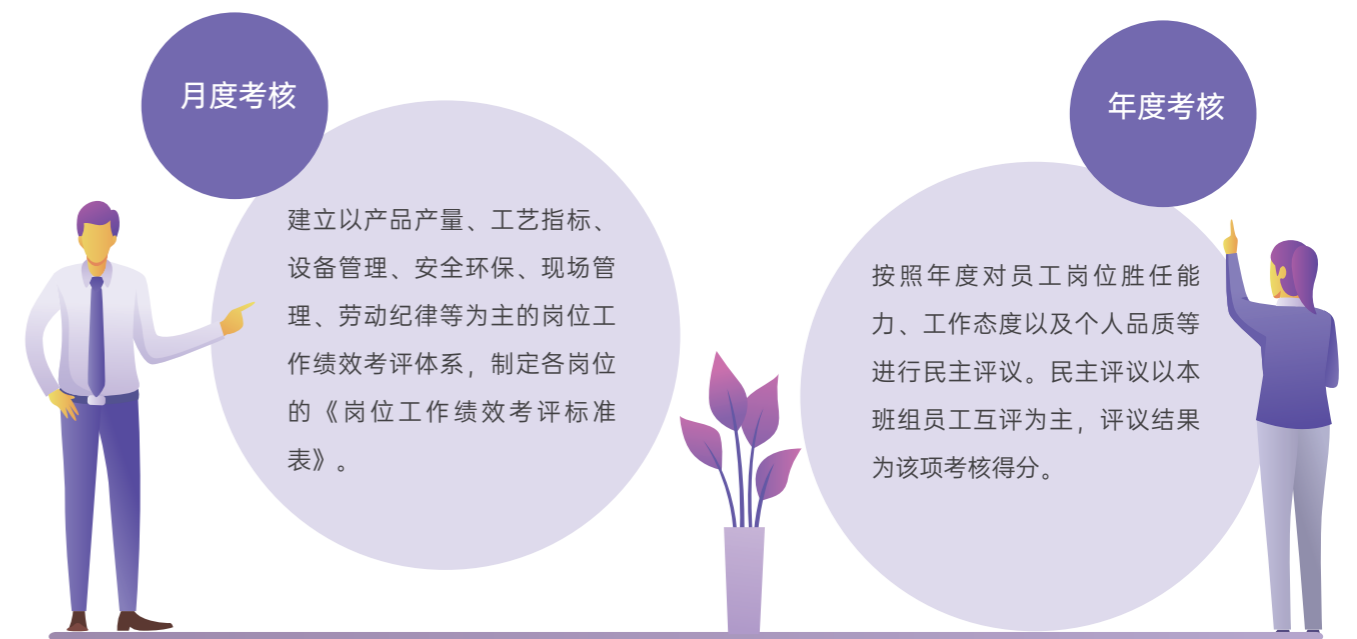 月度考核
建立以产品产量、工艺指标、
设备管理、安全环保、现场管
理、劳动纪律等为主的岗位工
作绩效考评体系，制定各岗位
的《岗位工作绩效考评标准
表》。
年度考核
按照年度对员工岗位胜任能
力、工作态度以及个人品质等
进行民主评议。民主评议以本
班组员工互评为主，评议结果
为该项考核得分。